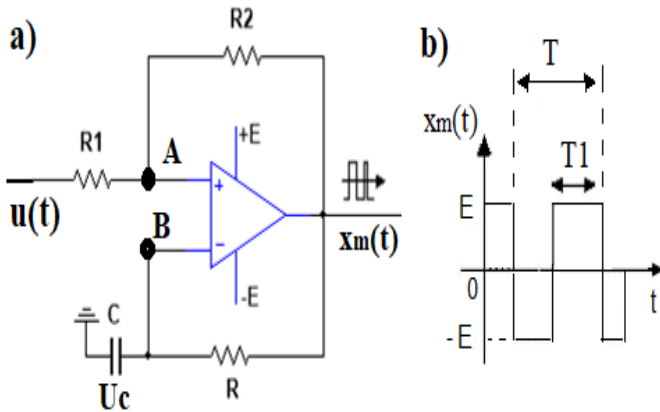 a)
R2
R1
A
+E
u(t)
+
B
-
xm(t)
-E
C
Uc
R
b)
T
xm(t)
T1
E
0
t
-E